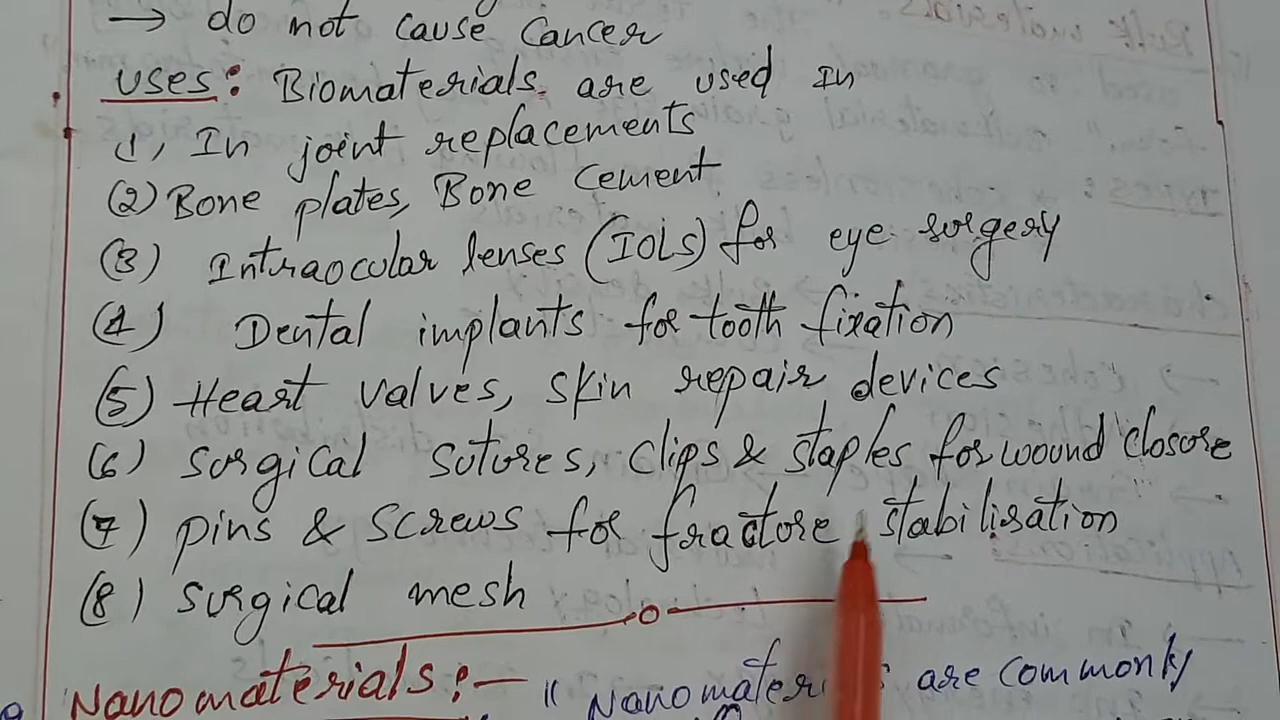 → do not cause Cancer
Uses: Biomaterials are used In
(1) In joint replacements
(2) Bone plates, Bone Cement
(3) Intraocular lenses (IOLS) for eye surgery
(4) Dental implants for tooth fixation
(5) Heart valves, skin repair devices
(6) Surgical sutures, Clips & staples for wound closure
(7) Pins & Screws for fracture stabilisation
(8) Surgical mesh
Nanomaterials:— " Nanomater are commonly